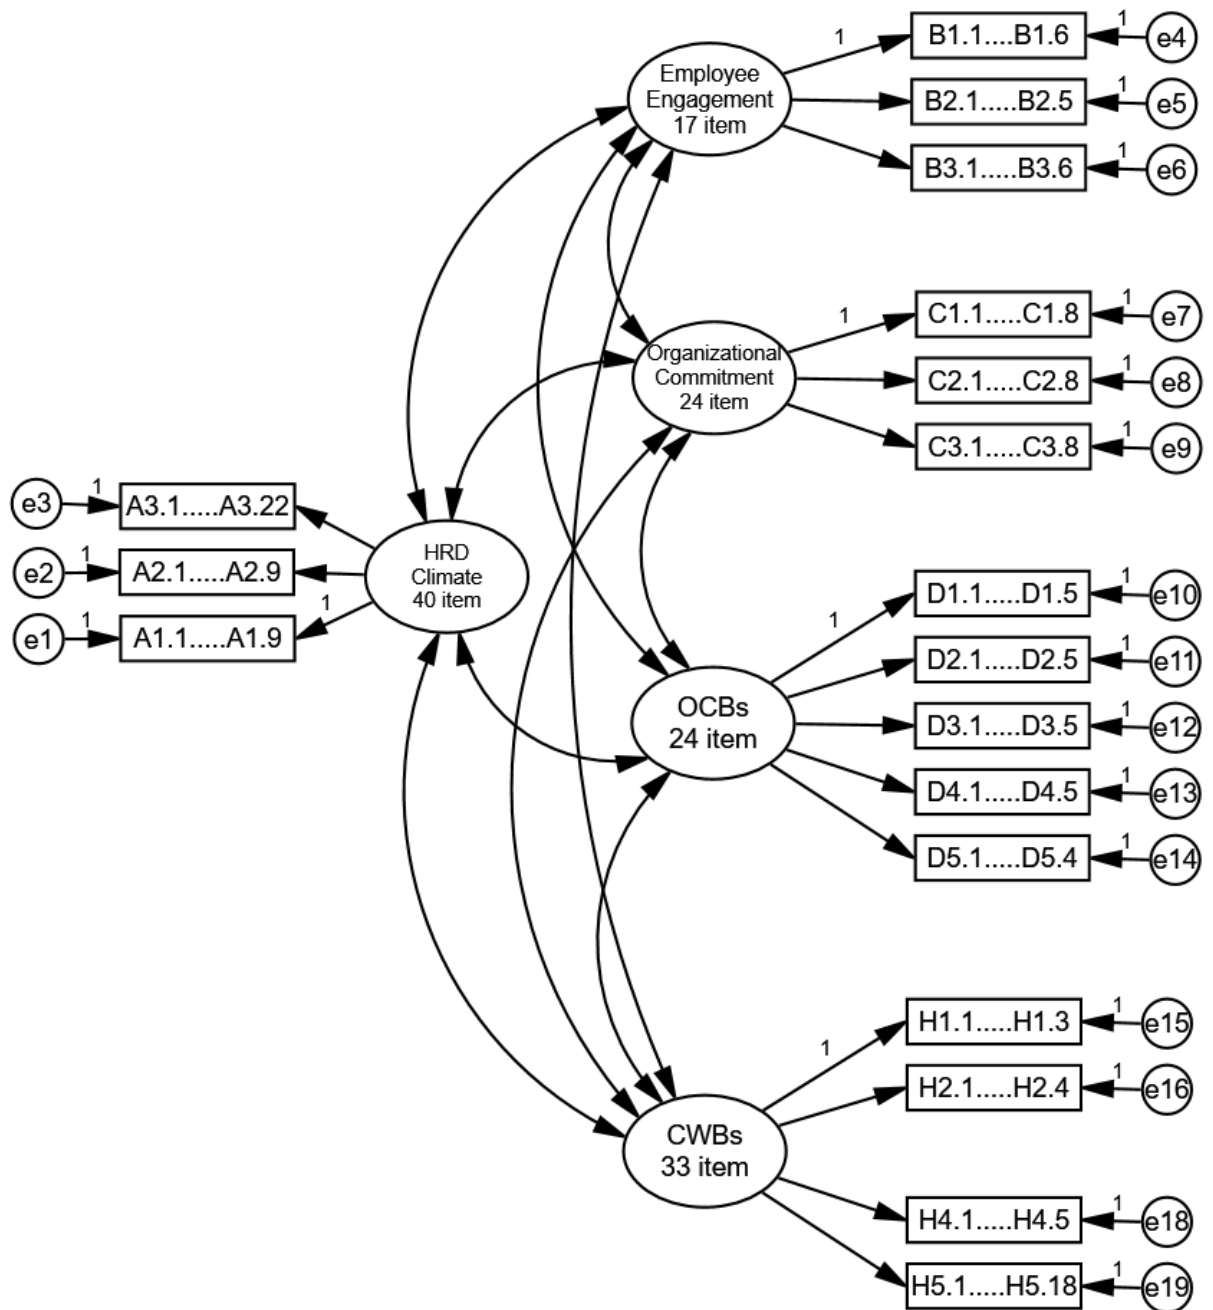 Employee
Engagement
17 item
1
B1.1....B1.6
1
e4
B2.1.....B2.5
1
e5
B3.1.....B3.6
1
e6
Organizational
Commitment
24 item
1
C1.1.....C1.8
1
e7
C2.1.....C2.8
1
e8
C3.1.....C3.8
1
e9
e3
1
A3.1.....A3.22
e2
1
A2.1.....A2.9
e1
1
A1.1.....A1.9
1
HRD
Climate
40 item
OCBs
24 item
1
D1.1.....D1.5
1
e10
D2.1.....D2.5
1
e11
D3.1.....D3.5
1
e12
D4.1.....D4.5
1
e13
D5.1.....D5.4
1
e14
CWBs
33 item
1
H1.1.....H1.3
1
e15
H2.1.....H2.4
1
e16
H4.1.....H4.5
1
e18
H5.1.....H5.18
1
e19